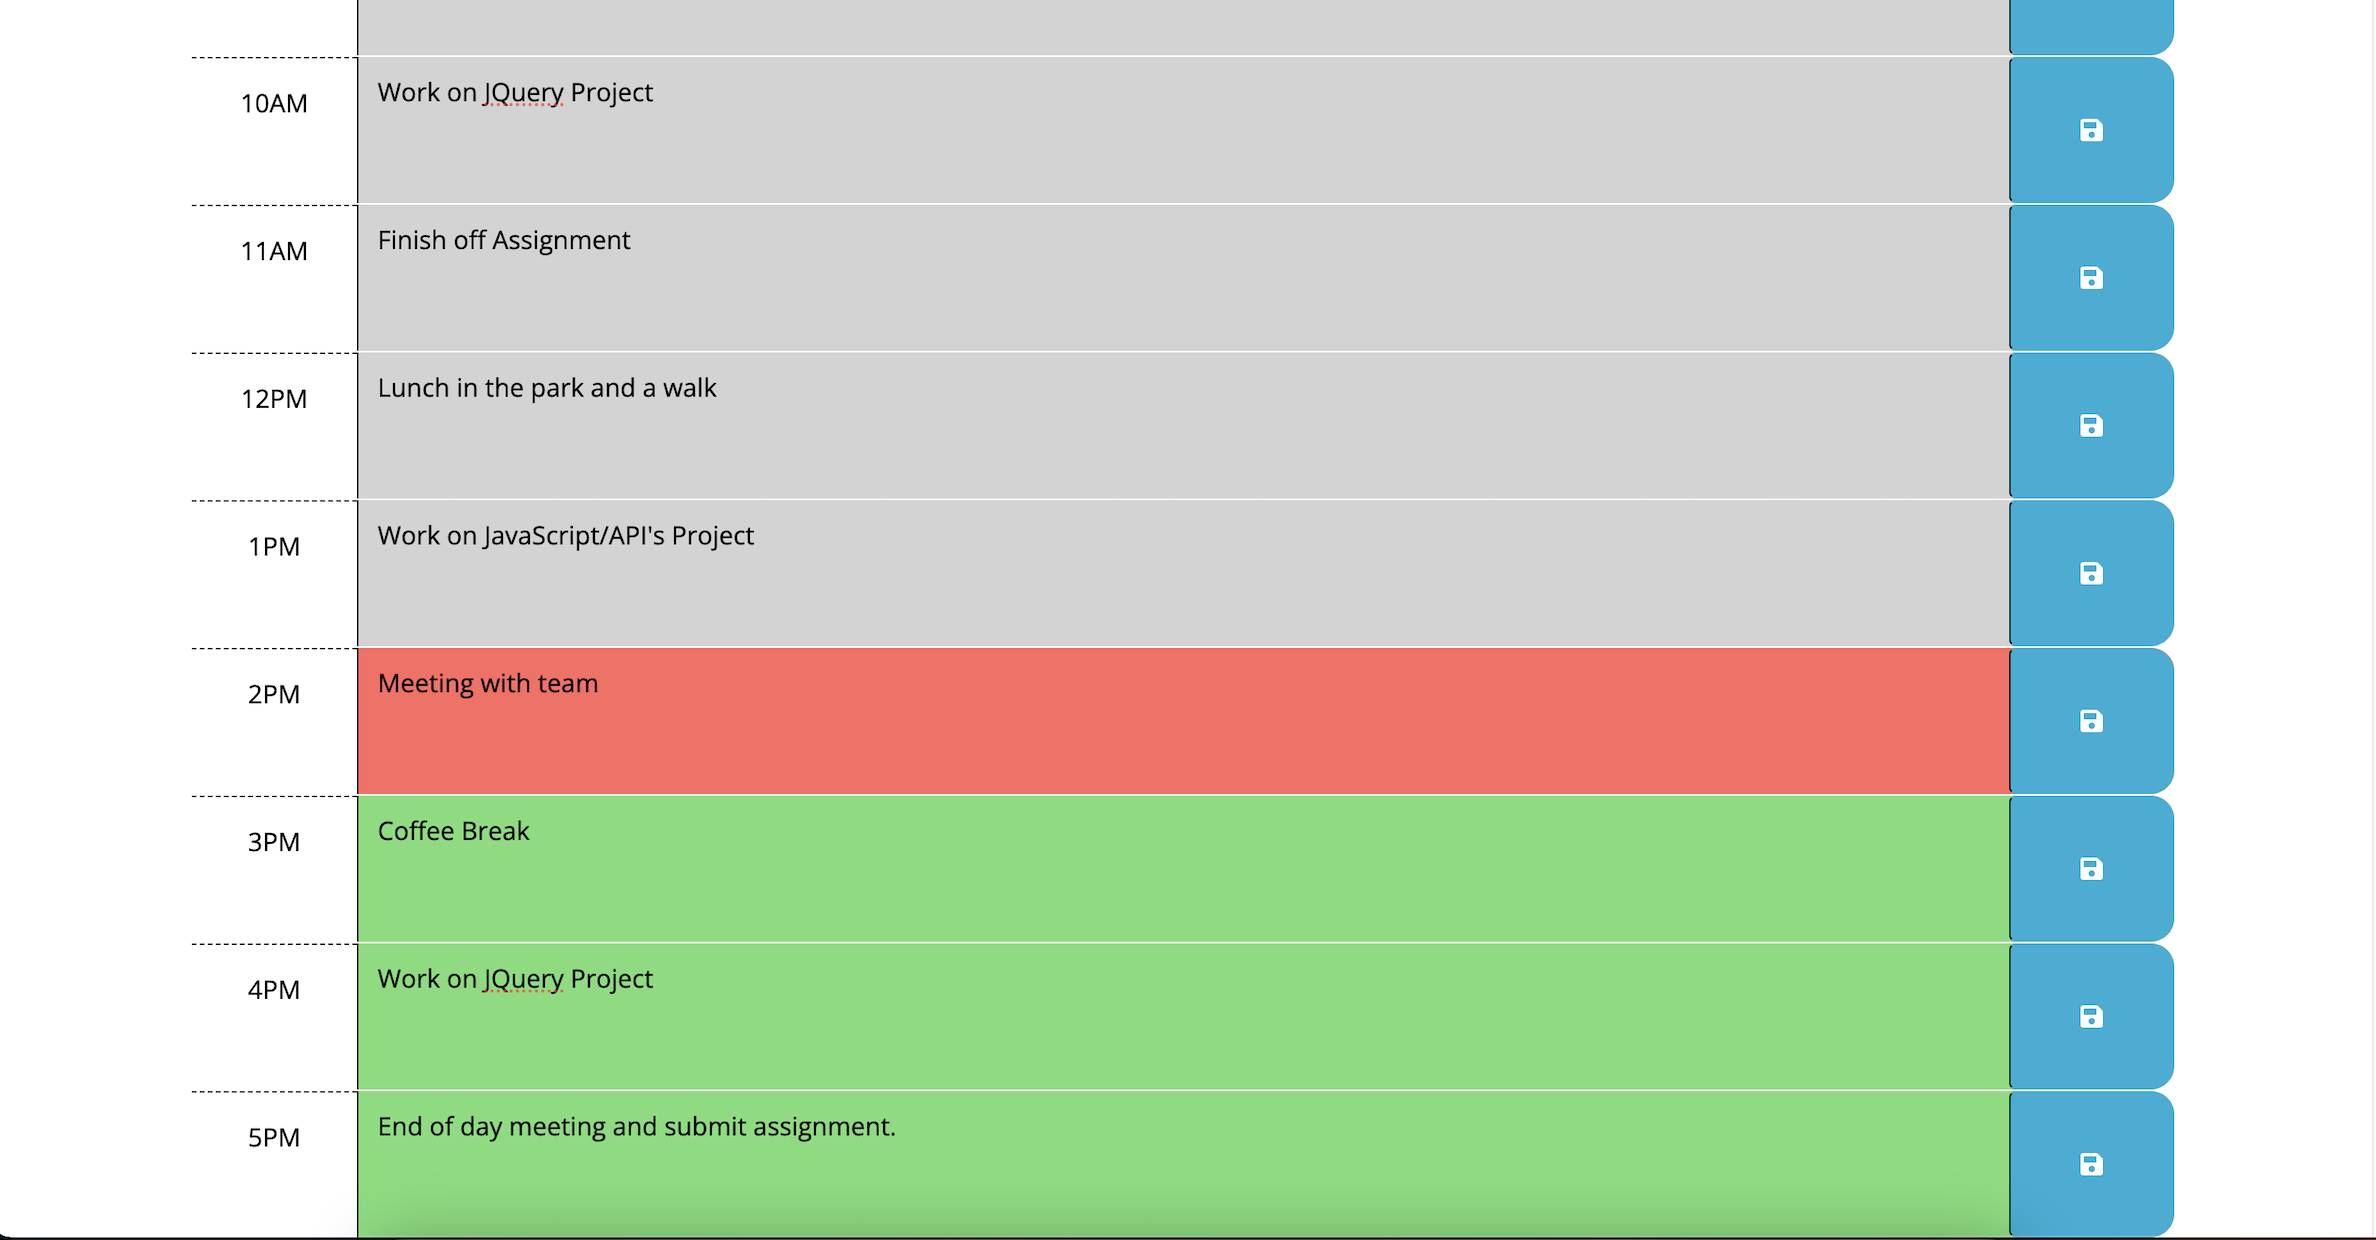 10AM
Work on JQuery Project
11AM
Finish off Assignment
12PM
Lunch in the park and a walk
1PM
Work on JavaScript/API's Project
2PM
Meeting with team
3PM
Coffee Break
4PM
Work on JQuery Project
5PM
End of day meeting and submit assignment.